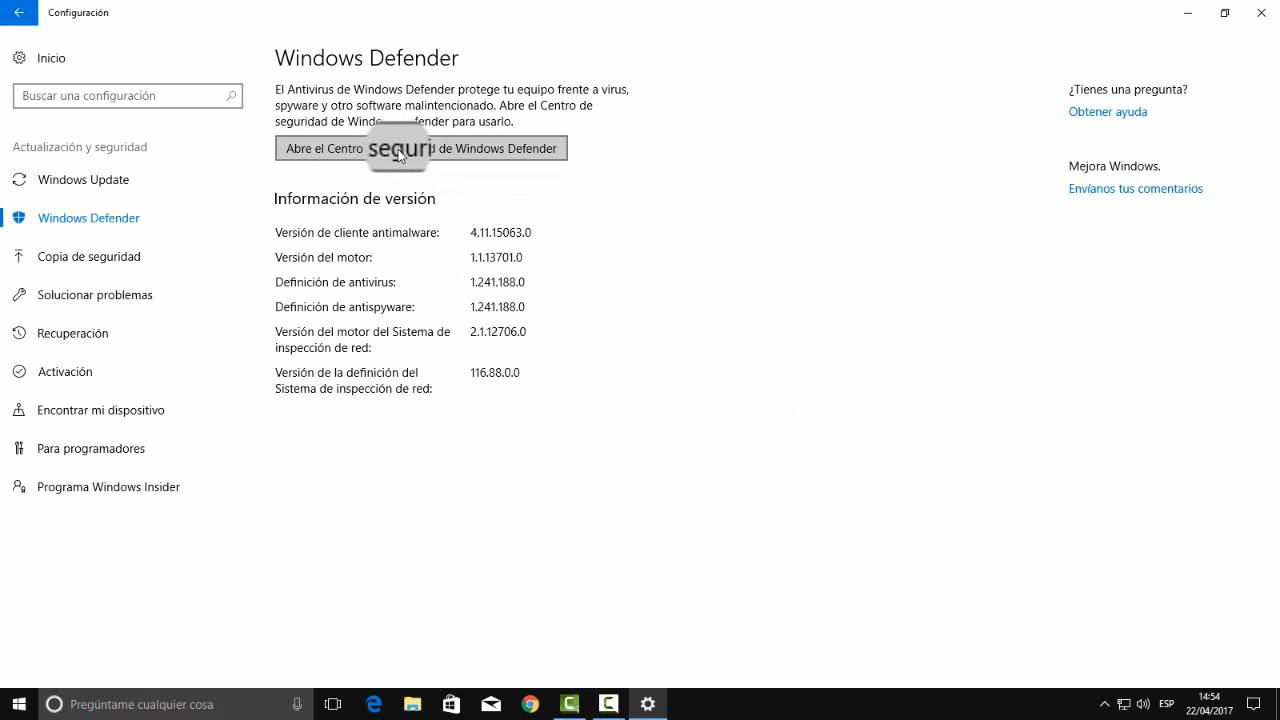 Configuración
Inicio
Buscar una configuración
Actualización y seguridad
Windows Update
Windows Defender
Copia de seguridad
Solucionar problemas
Recuperación
Activación
Encontrar mi dispositivo
Para programadores
Programa Windows Insider
Windows Defender
El Antivirus de Windows Defender protege tu equipo frente a virus,
spyware y otro software malintencionado. Abre el Centro de
seguridad de Windows Defender para usarlo.
Abre el Centro seguri d de Windows Defender
Información de versión
Versión de cliente antimalware: 4.11.15063.0
Versión del motor: 1.1.13701.0
Definición de antivirus: 1.241.188.0
Definición de antispyware: 1.241.188.0
Versión del motor del Sistema de 2.1.12706.0
inspección de red:
Versión de la definición del 116.88.0.0
Sistema de inspección de red:
¿Tienes una pregunta?
Obtener ayuda
Mejora Windows.
Envíanos tus comentarios
Pregúntame cualquier cosa
ESP
14:54
22/04/2017